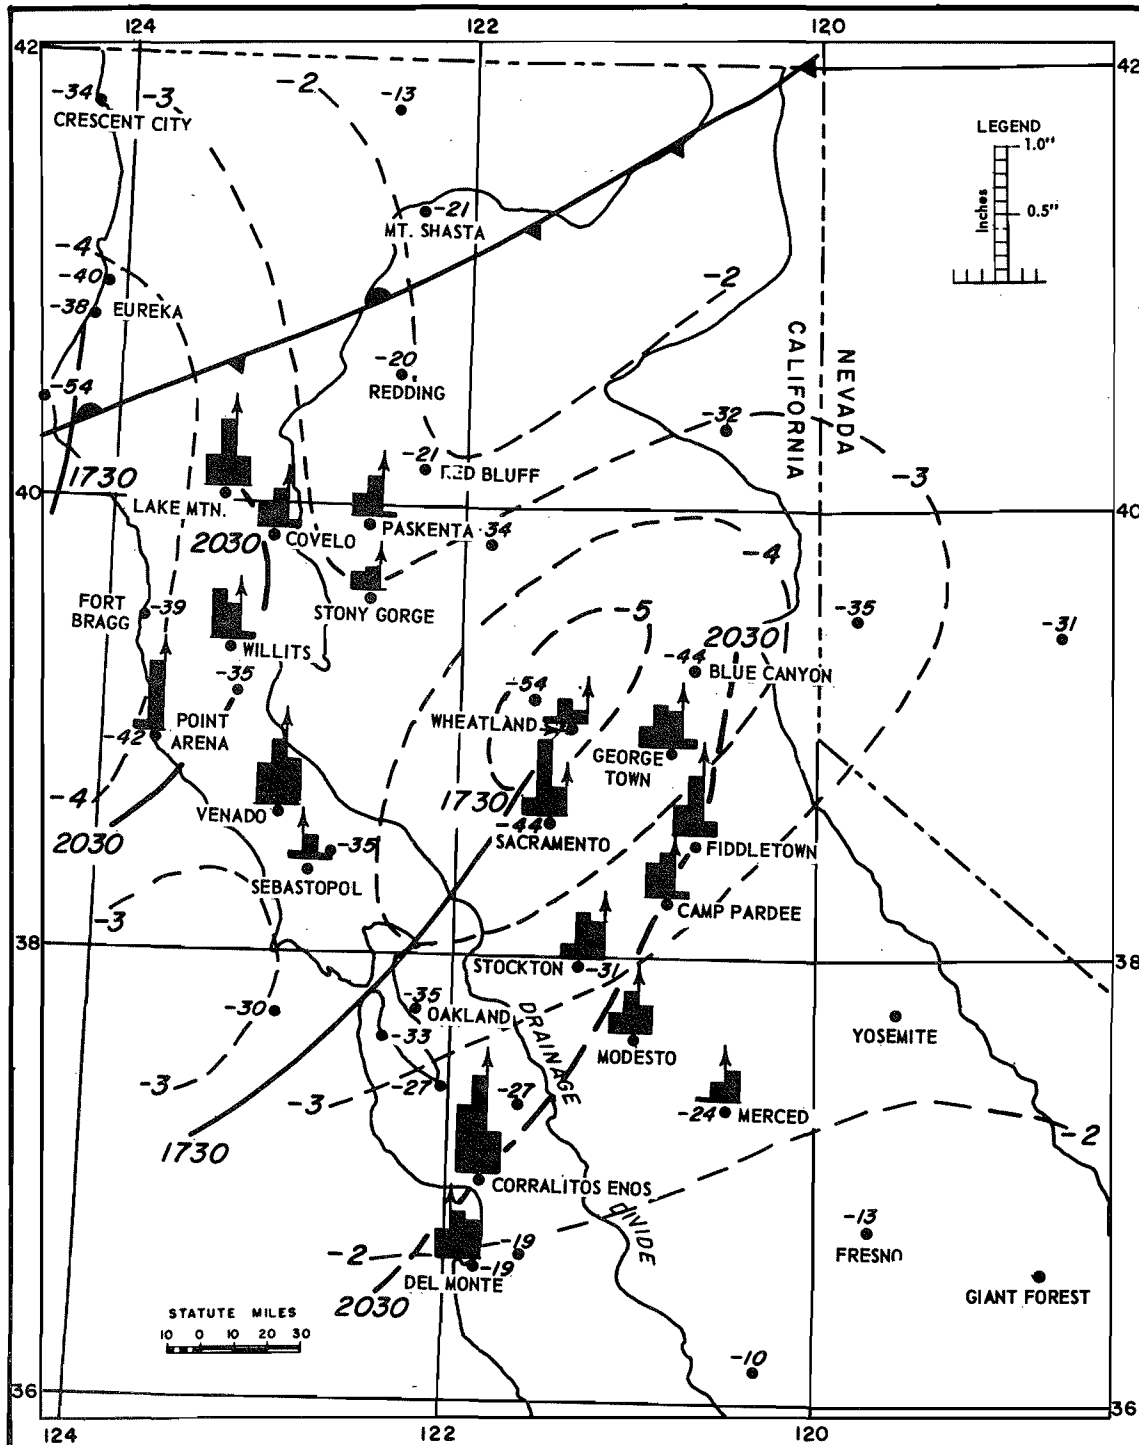 124 122 120
42 42
-34
CRESCENT CITY
-3
-2
-13
LEGEND
1.0"
0.5"
Inches
-21
MT. SHASTA
-4
-40
-38 EUREKA
-2
CALIFORNIA
NEVADA
-20
REDDING
-54
-32
1730
-21 RED BLUFF
-3
40 40
LAKE MTN.
2030
COVELO
PASKENTA
-34
-4
FORT
BRAGG
-39
STONY GORGE
-5
-35
-31
WILLITS
2030
-44
BLUE CANYON
-35
-54
WHEATLAND
POINT
ARENA
-42
GEORGE
TOWN
-4
1730
VENADO
-44
SACRAMENTO
2030
FIDDLETOWN
-35
SEBASTOPOL
-3
CAMP PARDEE
38 38
STOCKTON
-31
-30
-35
OAKLAND
DRAINAGE
YOSEMITE
-33
MODESTO
-3
-3
-27
-27
-24 MERCED
-2
1730
CORRALITOS ENOS
DIVIDE
-13
FRESNO
-2
-19
-19
DEL MONTE
GIANT FOREST
2030
STATUTE MILES
10 0 10 20 30
-10
36 36
124 122 120